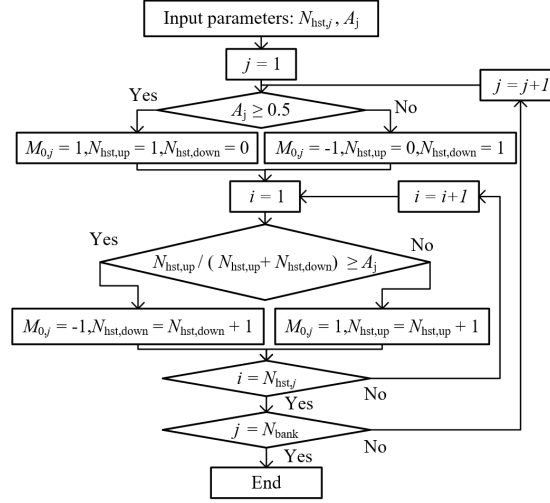 Input parameters: N_hst,j , A_j
j = 1
j = j+1
Yes
A_j ≥ 0.5
No
M_0,j = 1,N_hst,up = 1,N_hst,down = 0
M_0,j = -1,N_hst,up = 0,N_hst,down = 1
i = 1
i = i+1
Yes
N_hst,up / ( N_hst,up + N_hst,down ) ≥ A_j
No
M_0,j = -1,N_hst,down = N_hst,down + 1
M_0,j = 1,N_hst,up = N_hst,up + 1
i = N_hst,j
No
Yes
j = N_bank
No
Yes
End